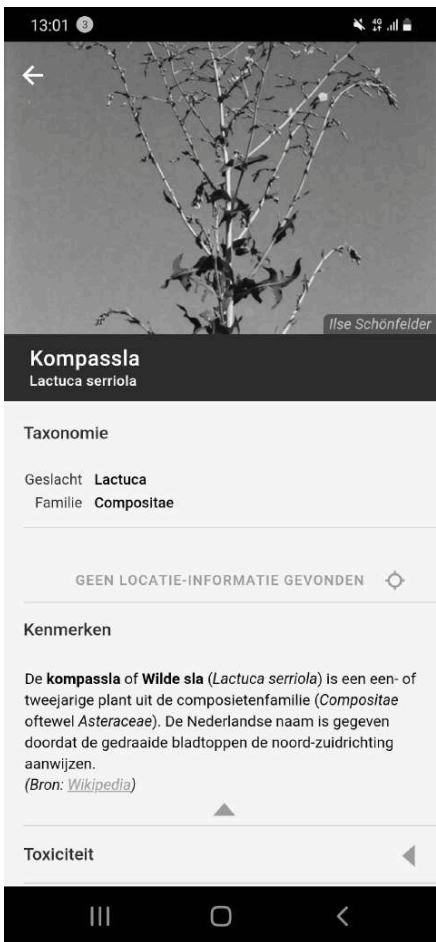 13:01 3 4G
Ilse Schönfelder
Kompassla
Lactuca serriola
Taxonomie
Geslacht Lactuca
Familie Compositae
GEEN LOCATIE-INFORMATIE GEVONDEN
Kenmerken
De kompassla of Wilde sla (Lactuca serriola) is een een- of
tweejarige plant uit de composietenfamilie (Compositae
oftewel Asteraceae). De Nederlandse naam is gegeven
doordat de gedraaide bladtoppen de noord-zuidrichting
aanwijzen.
(Bron: Wikipedia)
Toxiciteit